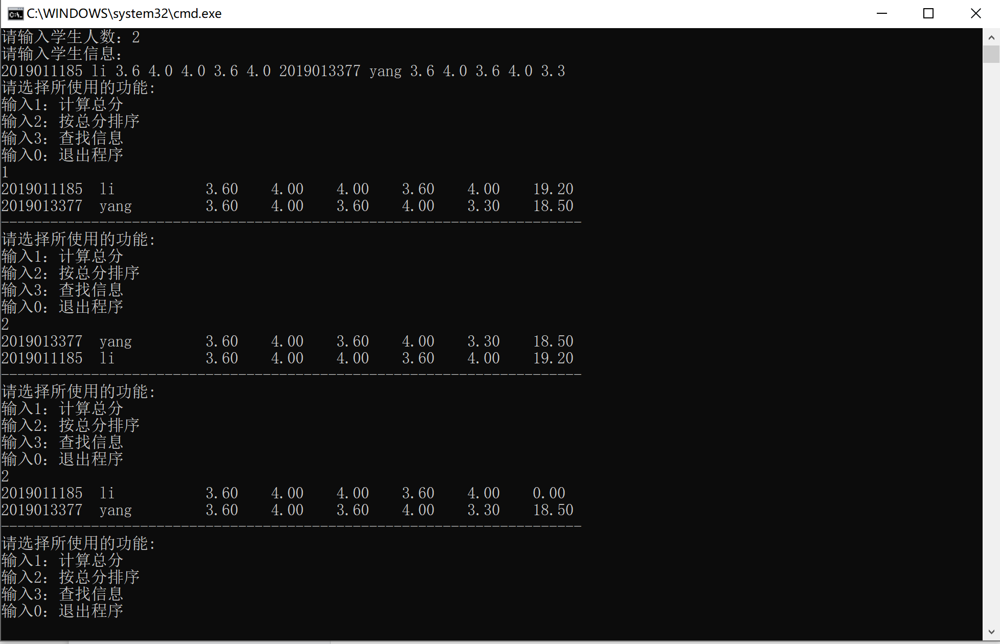 C:\WINDOWS\system32\cmd.exe
请输入学生人数：2
请输入学生信息：
2019011185 li 3.6 4.0 4.0 3.6 4.0 2019013377 yang 3.6 4.0 3.6 4.0 3.3
请选择所使用的功能:
输入1：计算总分
输入2：按总分排序
输入3：查找信息
输入0：退出程序
1
2019011185  li           3.60    4.00    4.00    3.60    4.00    19.20
2019013377  yang         3.60    4.00    3.60    4.00    3.30    18.50
-----------------------------------------------------------------------
请选择所使用的功能:
输入1：计算总分
输入2：按总分排序
输入3：查找信息
输入0：退出程序
2
2019013377  yang         3.60    4.00    3.60    4.00    3.30    18.50
2019011185  li           3.60    4.00    4.00    3.60    4.00    19.20
-----------------------------------------------------------------------
请选择所使用的功能:
输入1：计算总分
输入2：按总分排序
输入3：查找信息
输入0：退出程序
2
2019011185  li           3.60    4.00    4.00    3.60    4.00    0.00
2019013377  yang         3.60    4.00    3.60    4.00    3.30    18.50
-----------------------------------------------------------------------
请选择所使用的功能:
输入1：计算总分
输入2：按总分排序
输入3：查找信息
输入0：退出程序